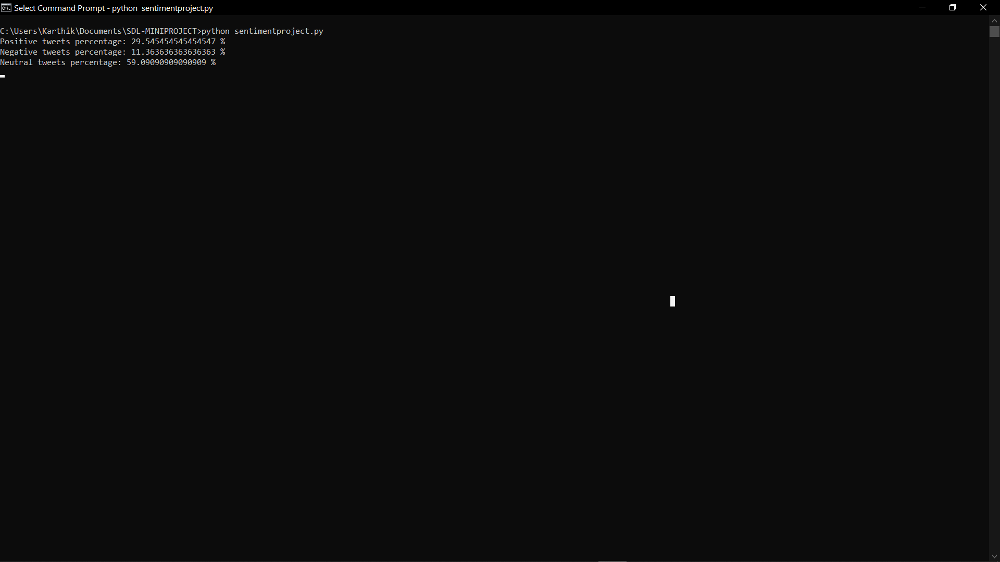 Select Command Prompt - python  sentimentproject.py
C:\Users\Karthik\Documents\SDL-MINIPROJECT>python sentimentproject.py
Positive tweets percentage: 29.545454545454547 %
Negative tweets percentage: 11.363636363636363 %
Neutral tweets percentage: 59.09090909090909 %